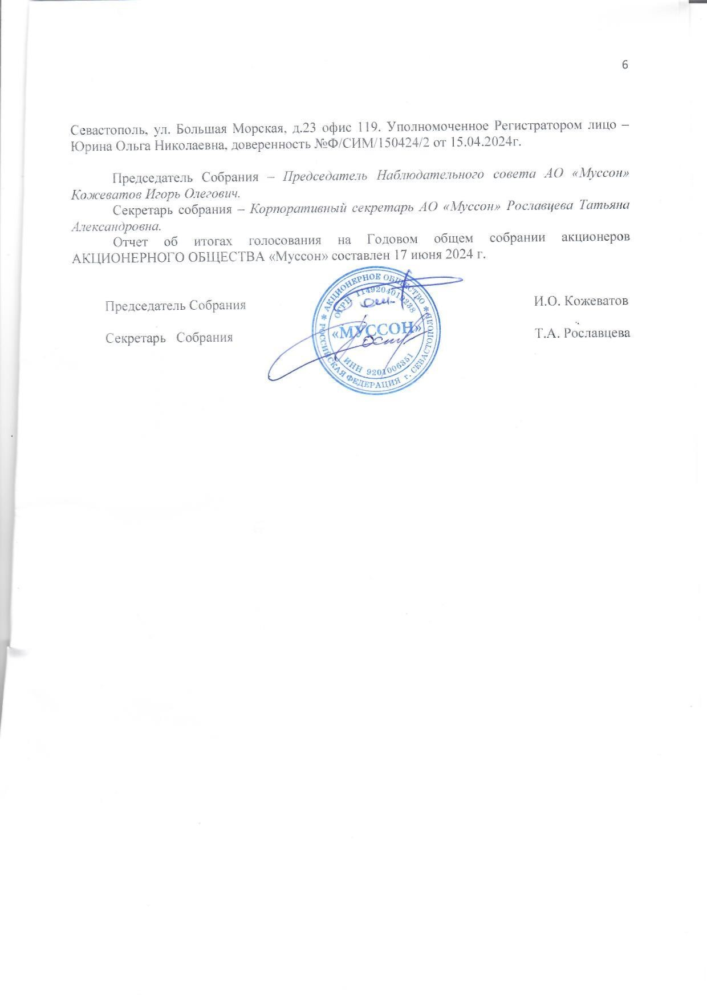 6
Севастополь, ул. Большая Морская, д.23 офис 119. Уполномоченное Регистратором лицо –
Юрина Ольга Николаевна, доверенность №Ф/СИМ/150424/2 от 15.04.2024г.
Председатель Собрания – Председатель Наблюдательного совета АО «Муссон»
Кожеватов Игорь Олегович.
Секретарь собрания – Корпоративный секретарь АО «Муссон» Рославцева Татьяна
Александровна.
Отчет об итогах голосования на Годовом общем собрании акционеров
АКЦИОНЕРНОГО ОБЩЕСТВА «Муссон» составлен 17 июня 2024 г.
Председатель Собрания И.О. Кожеватов
Секретарь Собрания Т.А. Рославцева
* АКЦИОНЕРНОЕ ОБЩЕСТВО *
РОССИЙСКАЯ ФЕДЕРАЦИЯ г. СЕВАСТОПОЛЬ
ОГРН
«МУССОН»
ИНН 9201006351